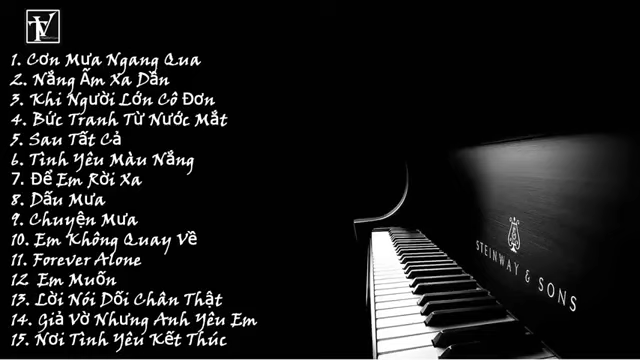 TV
1. Cơn Mưa Ngang Qua
2. Nắng Ấm Xa Dần
3. Khi Người Lớn Cô Đơn
4. Bức Tranh Từ Nước Mắt
5. Sau Tất Cả
6. Tình Yêu Màu Nắng
7. Để Em Rời Xa
8. Dấu Mưa
9. Chuyện Mưa
10. Em Không Quay Về
11. Forever Alone
12 Em Muốn
13. Lời Nói Dối Chân Thật
14. Giả Vờ Nhưng Anh Yêu Em
15. Nơi Tình Yêu Kết Thúc
STEINWAY & SONS